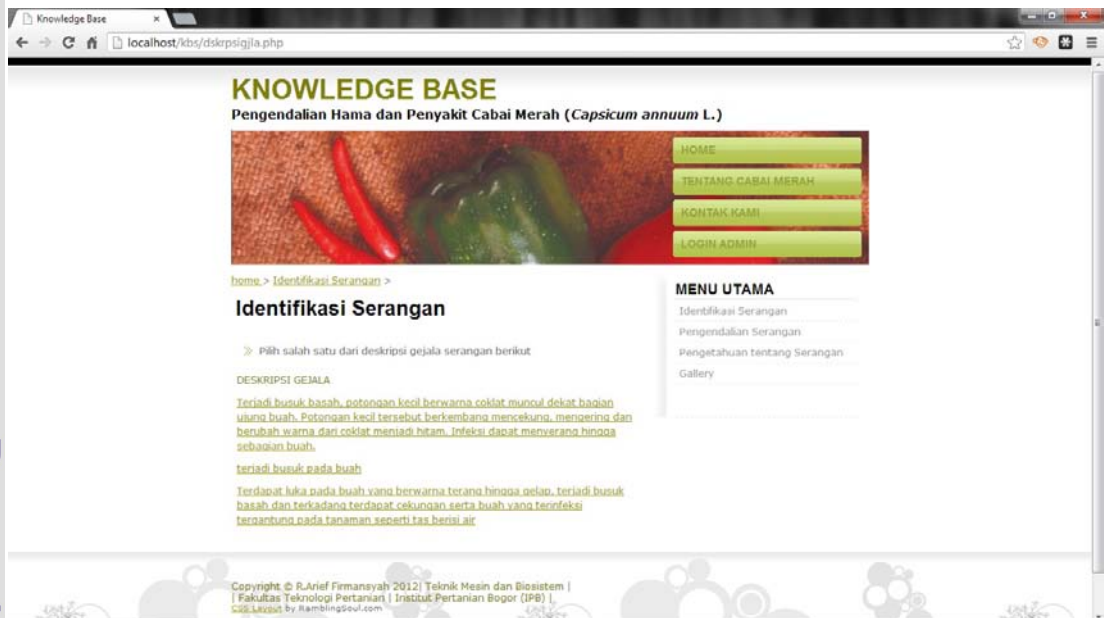 Knowledge Base
localhost/kbs/dskrpsigjla.php
KNOWLEDGE BASE
Pengendalian Hama dan Penyakit Cabai Merah (Capsicum annuum L.)
HOME
TENTANG CABAI MERAH
KONTAK KAMI
LOGIN ADMIN
home > Identifikasi Serangan >
Identifikasi Serangan
Pilih salah satu dari deskripsi gejala serangan berikut
DESKRIPSI GEJALA
Terjadi busuk basah, potongan kecil berwarna coklat muncul dekat bagian
ujung buah. Potongan kecil tersebut berkembang mencekung, mengering dan
berubah warna dari coklat menjadi hitam. Infeksi dapat menyerang hingga
sebagian buah.
terjadi busuk pada buah
Terdapat luka pada buah yang berwarna terang hingga gelap, terjadi busuk
basah dan terkadang terdapat cekungan serta buah yang terinfeksi
tergantung pada tanaman seperti tas berisi air
MENU UTAMA
Identifikasi Serangan
Pengendalian Serangan
Pengetahuan tentang Serangan
Gallery
Copyright © R.Arief Firmansyah 2012| Teknik Mesin dan Biosistem |
| Fakultas Teknologi Pertanian | Institut Pertanian Bogor (IPB) |
CSS Layout by RamblingSoul.com